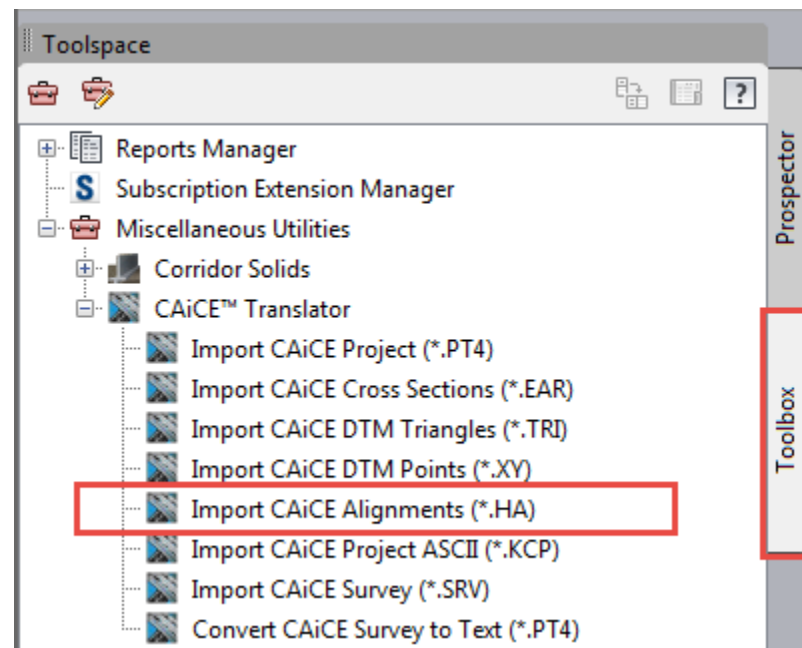 Toolspace
?
Reports Manager
S Subscription Extension Manager
Miscellaneous Utilities
Corridor Solids
CAiCE™ Translator
Import CAiCE Project (*.PT4)
Import CAiCE Cross Sections (*.EAR)
Import CAiCE DTM Triangles (*.TRI)
Import CAiCE DTM Points (*.XY)
Import CAiCE Alignments (*.HA)
Import CAiCE Project ASCII (*.KCP)
Import CAiCE Survey (*.SRV)
Convert CAiCE Survey to Text (*.PT4)
Prospector
Toolbox